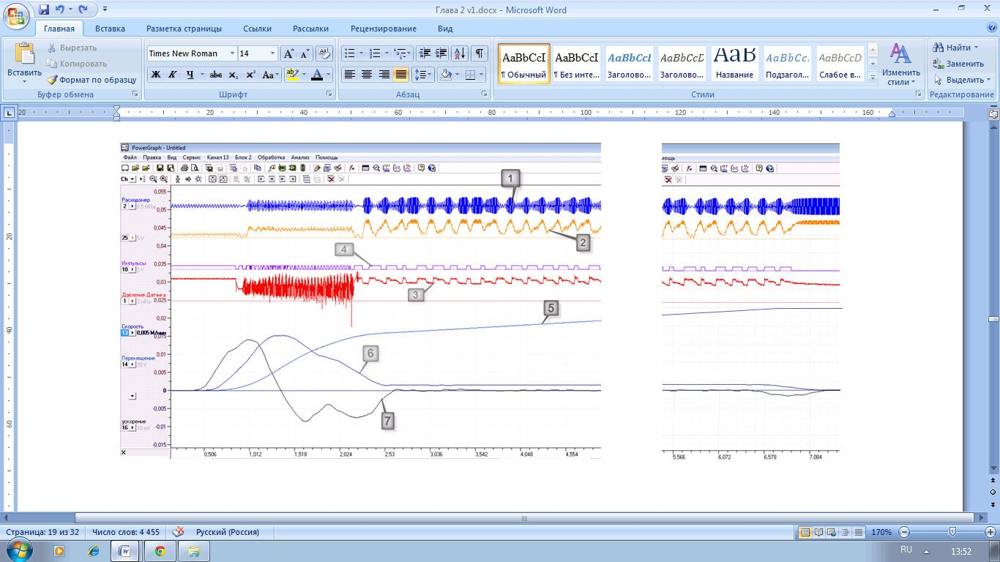 Глава 2 v1.docx - Microsoft Word
Главная Вставка Разметка страницы Ссылки Рассылки Рецензирование Вид
Вставить
Вырезать
Копировать
Формат по образцу
Буфер обмена
Times New Roman 14
Ж К Ч abc x₂ x² Aa
Шрифт
Абзац
AaBbCcI AaBbCcI AaBbCcI AaBbCcD AaB AaBbCc. AaBbCcD
¶ Обычный ¶ Без инте... Заголово... Заголово... Название Подзагол... Слабое в...
Изменить стили
Стили
Найти
Заменить
Выделить
Редактирование
20 20 40 60 80 100 120 140 160
20
40
60
PowerGraph - Untitled
Файл Правка Вид Сервис Канал 13 Блок 2 Обработка Анализ Помощь
мощь
Ch
Расходомер
2 0,5 МПа
25 5 V
Импульсы
10 5 V
Давление Датчика
1 2 мПа
Скорость
13 0,005 М/мин
Перемещение
14 20 V
ускорение
16 10 mV
X
0,055
0,05
0,045
0,04
0,035
0,03
0,025
0,02
0,015
0,01
0,005
0
-0,005
-0,01
-0,015
1
2
4
3
5
6
7
0,506 1,012 1,518 2,024 2,53 3,036 3,542 4,048 4,554
5,566 6,072 6,578 7,084
Страница: 19 из 32 Число слов: 4 455 Русский (Россия) 170%
RU 13:52